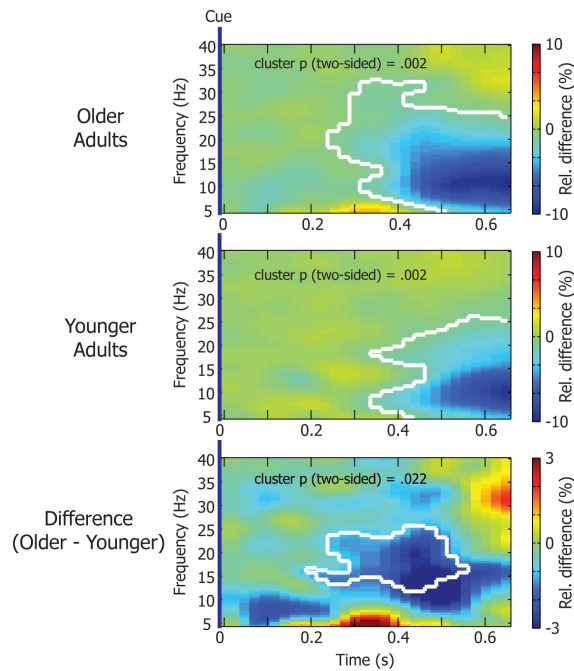 Cue
Older
Adults
Frequency (Hz)
40
35
30
25
20
15
10
5
cluster p (two-sided) = .002
0
0.2
0.4
0.6
10
0
-10
Rel. difference (%)
Younger
Adults
Frequency (Hz)
40
35
30
25
20
15
10
5
cluster p (two-sided) = .002
0
0.2
0.4
0.6
10
0
-10
Rel. difference (%)
Difference
(Older - Younger)
Frequency (Hz)
40
35
30
25
20
15
10
5
cluster p (two-sided) = .022
0
0.2
0.4
0.6
Time (s)
3
0
-3
Rel. difference (%)